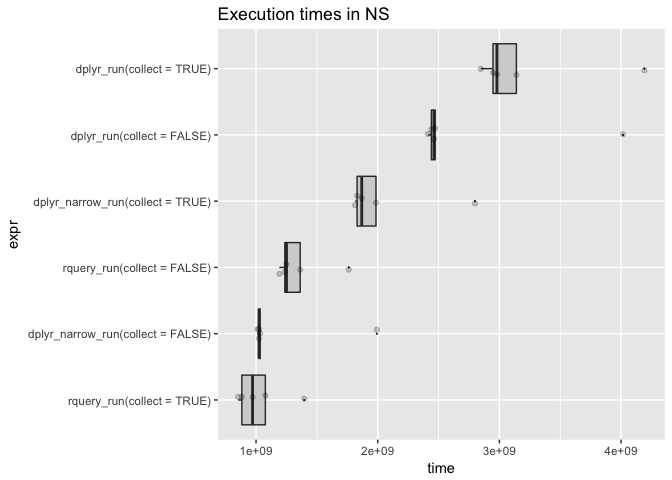 Execution times in NS
dplyr_run(collect = TRUE)
dplyr_run(collect = FALSE)
dplyr_narrow_run(collect = TRUE)
expr
rquery_run(collect = FALSE)
dplyr_narrow_run(collect = FALSE)
rquery_run(collect = TRUE)
1e+09 2e+09 3e+09 4e+09
time